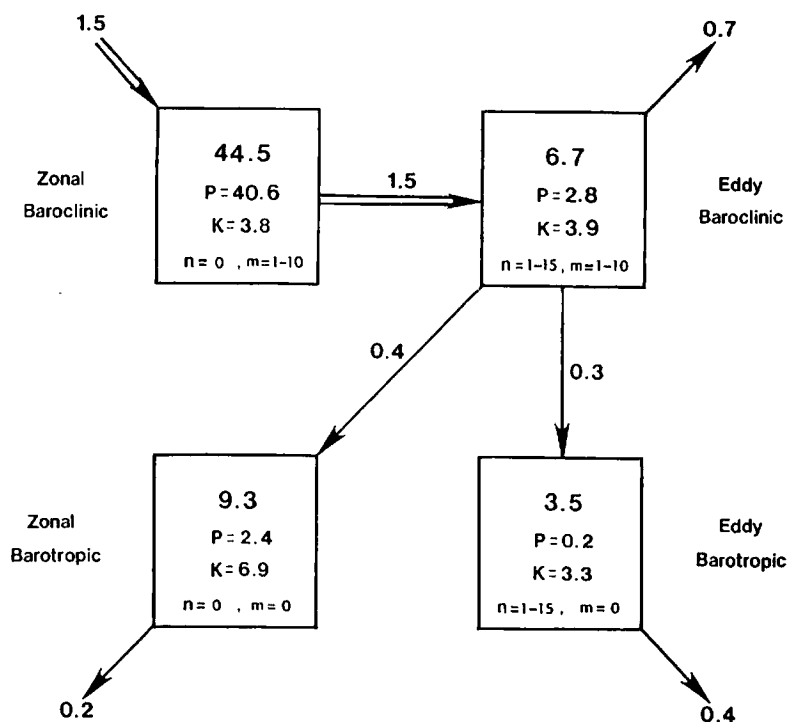 1.5
0.7
Zonal
Baroclinic
44.5
P=40.6
K=3.8
n=0 , m=1-10
1.5
6.7
P=2.8
K=3.9
n=1-15, m=1-10
Eddy
Baroclinic
0.4
0.3
Zonal
Barotropic
9.3
P=2.4
K=6.9
n=0 , m=0
3.5
P=0.2
K=3.3
n=1-15, m=0
Eddy
Barotropic
0.2
0.4